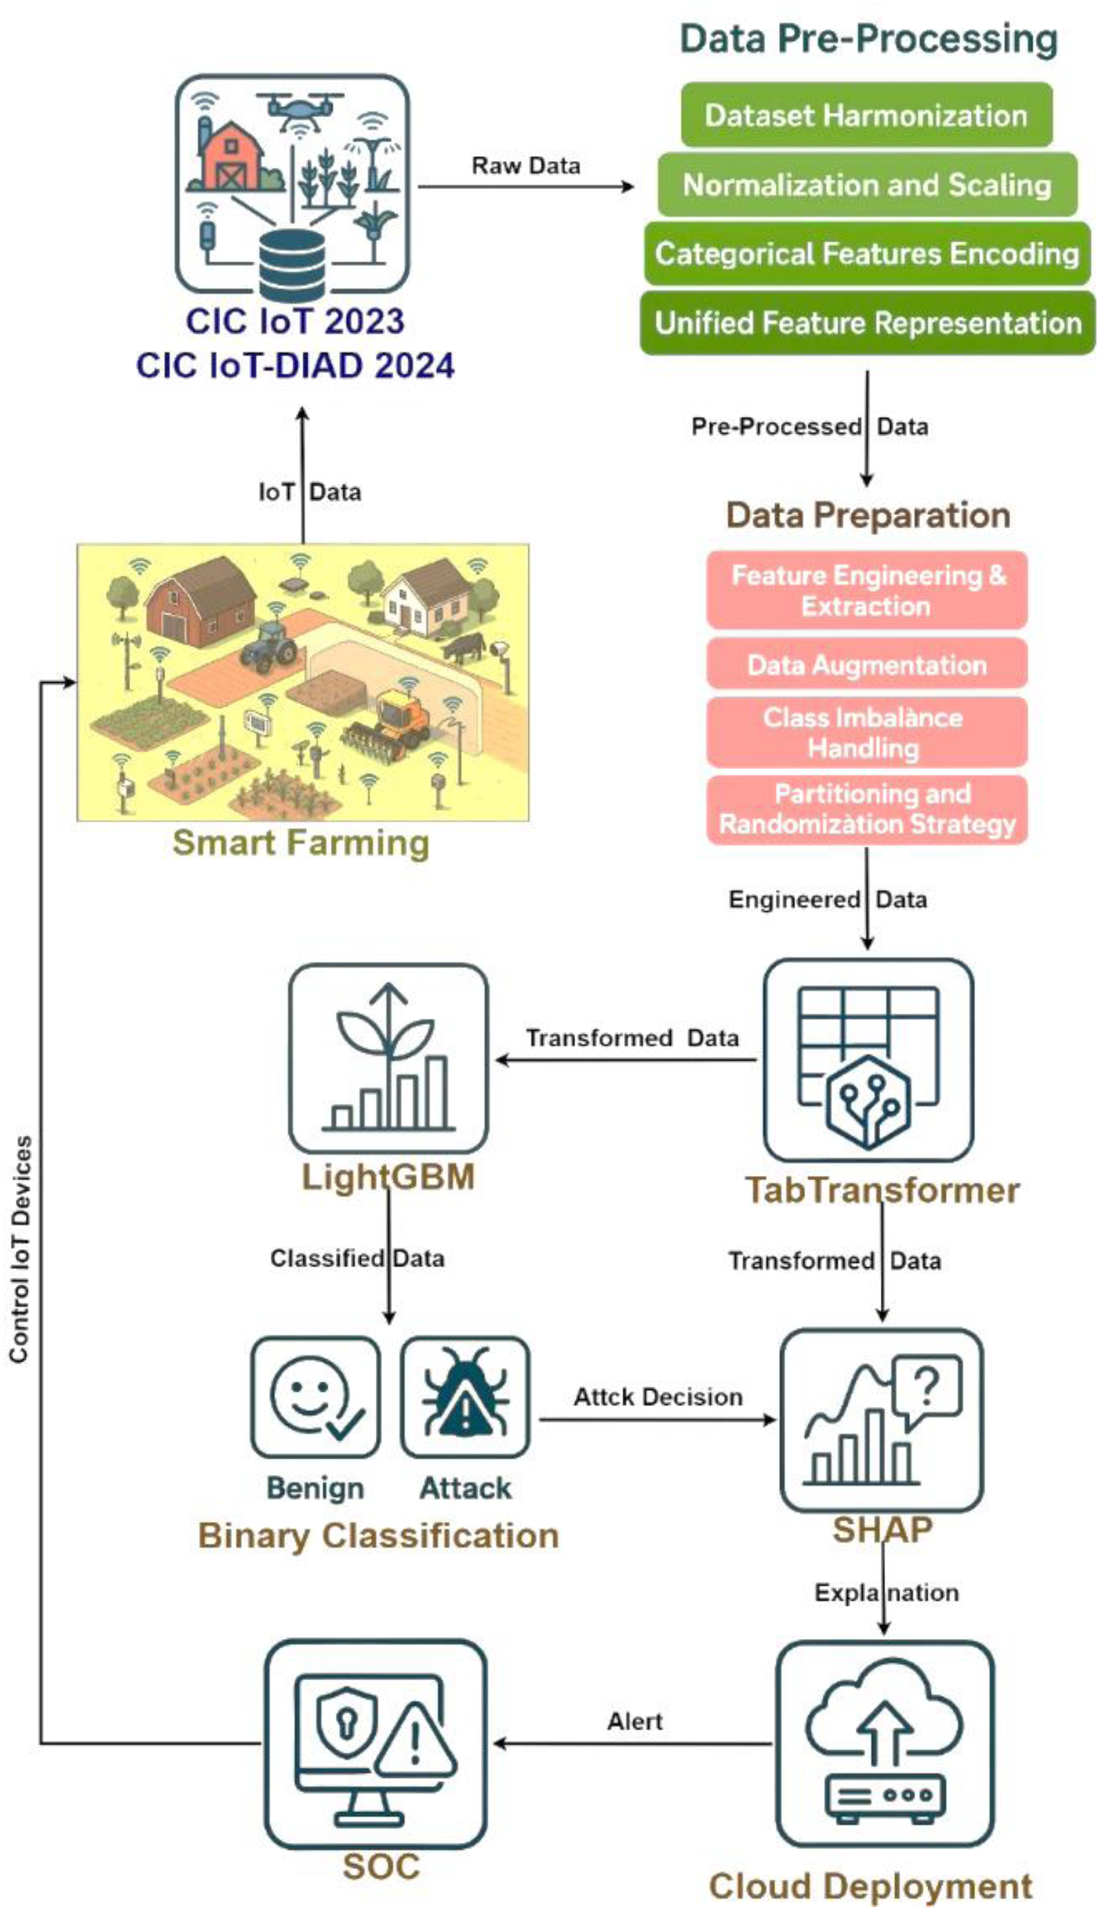 Data Pre-Processing
Dataset Harmonization
Normalization and Scaling
Categorical Features Encoding
Unified Feature Representation
Raw Data
CIC IoT 2023
CIC IoT-DIAD 2024
Pre-Processed Data
IoT Data
Data Preparation
Feature Engineering &
Extraction
Data Augmentation
Class Imbalànce
Handling
Partitioning and
Randomizàtion Strategy
Smart Farming
Engineered Data
Transformed Data
LightGBM
TabTransformer
Classified Data
Transformed Data
Control IoT Devices
Benign
Attack
Binary Classification
Attck Decision
?
SHAP
Explanation
Alert
SOC
Cloud Deployment